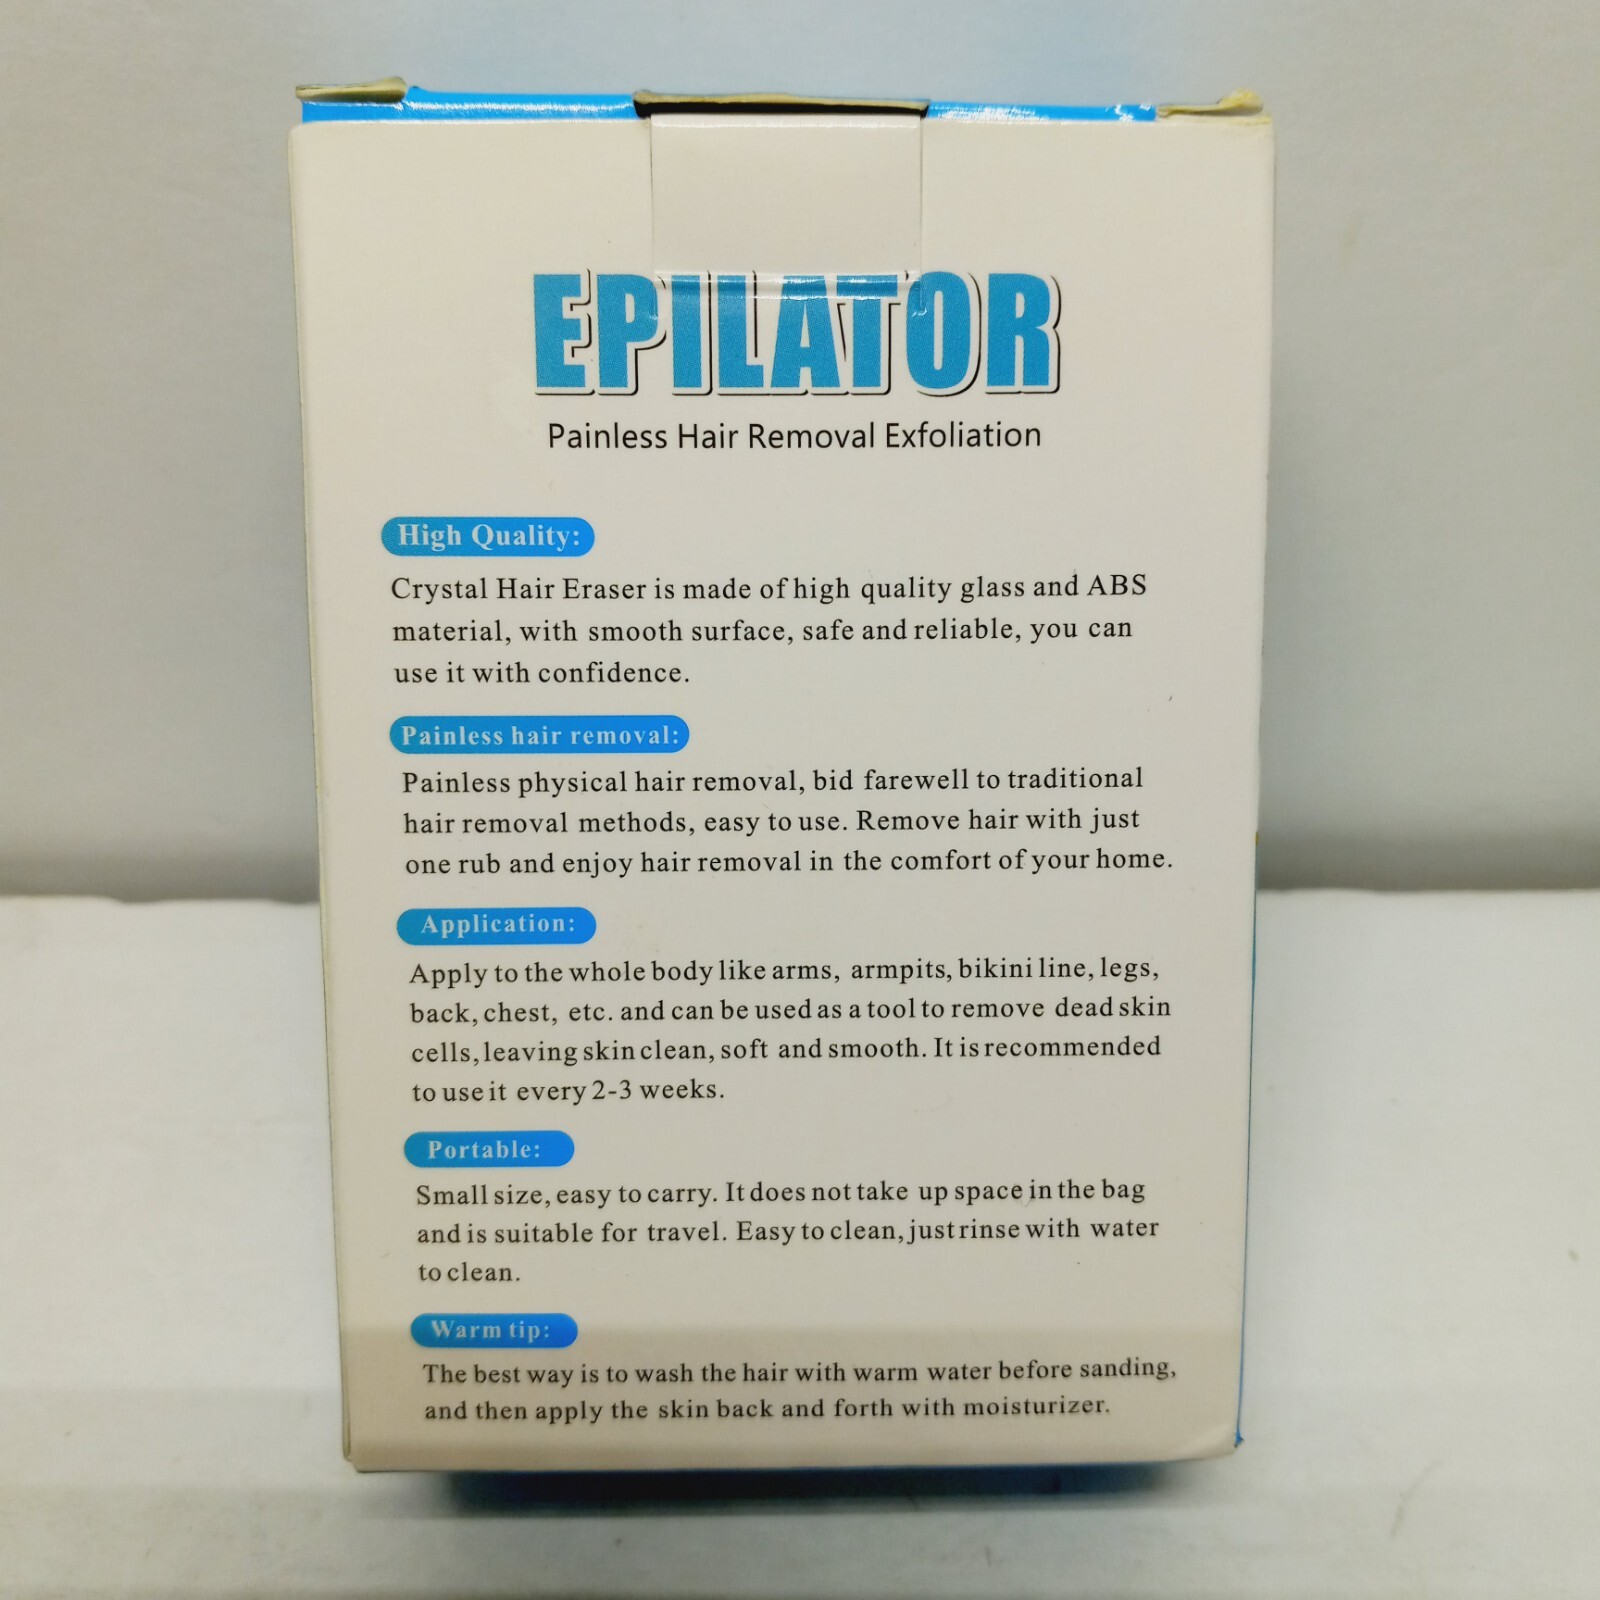 EPILATOR
Painless Hair Removal Exfoliation
High Quality:
Crystal Hair Eraser is made of high quality glass and ABS
material, with smooth surface, safe and reliable, you can
use it with confidence.
Painless hair removal:
Painless physical hair removal, bid farewell to traditional
hair removal methods, easy to use. Remove hair with just
one rub and enjoy hair removal in the comfort of your home.
Application:
Apply to the whole body like arms, armpits, bikini line, legs,
back, chest, etc. and can be used as a tool to remove dead skin
cells, leaving skin clean, soft and smooth. It is recommended
to use it every 2-3 weeks.
Portable:
Small size, easy to carry. It does not take up space in the bag
and is suitable for travel. Easy to clean, just rinse with water
to clean.
Warm tip:
The best way is to wash the hair with warm water before sanding,
and then apply the skin back and forth with moisturizer.